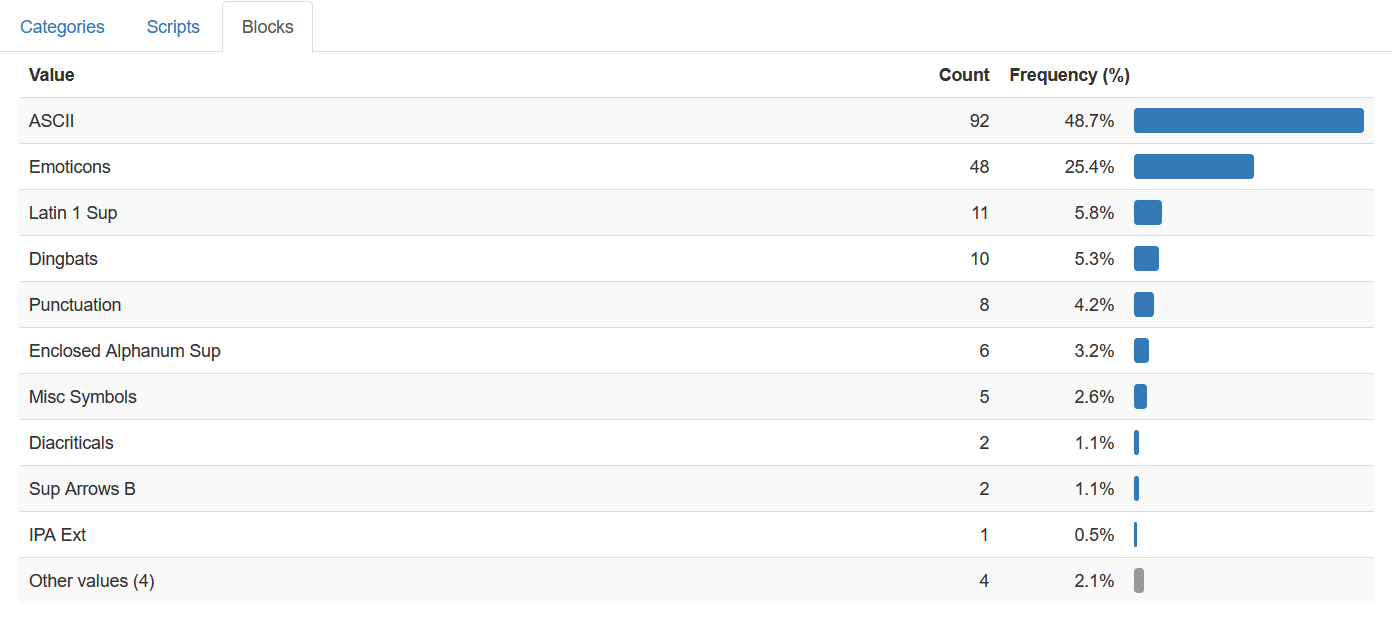 Categories Scripts Blocks
Value Count Frequency (%)
ASCII 92 48.7%
Emoticons 48 25.4%
Latin 1 Sup 11 5.8%
Dingbats 10 5.3%
Punctuation 8 4.2%
Enclosed Alphanum Sup 6 3.2%
Misc Symbols 5 2.6%
Diacriticals 2 1.1%
Sup Arrows B 2 1.1%
IPA Ext 1 0.5%
Other values (4) 4 2.1%